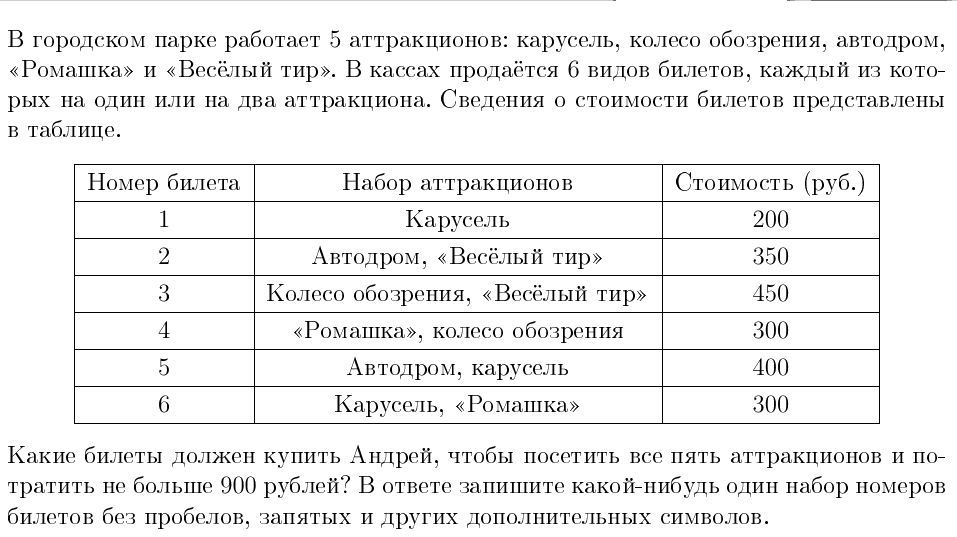 В городском парке работает 5 аттракционов: карусель, колесо обозрения, автодром,
«Ромашка» и «Весёлый тир». В кассах продаётся 6 видов билетов, каждый из кото-
рых на один или на два аттракциона. Сведения о стоимости билетов представлены
в таблице.
Номер билета Набор аттракционов Стоимость (руб.)
1 Карусель 200
2 Автодром, «Весёлый тир» 350
3 Колесо обозрения, «Весёлый тир» 450
4 «Ромашка», колесо обозрения 300
5 Автодром, карусель 400
6 Карусель, «Ромашка» 300
Какие билеты должен купить Андрей, чтобы посетить все пять аттракционов и по-
тратить не больше 900 рублей? В ответе запишите какой-нибудь один набор номеров
билетов без пробелов, запятых и других дополнительных символов.